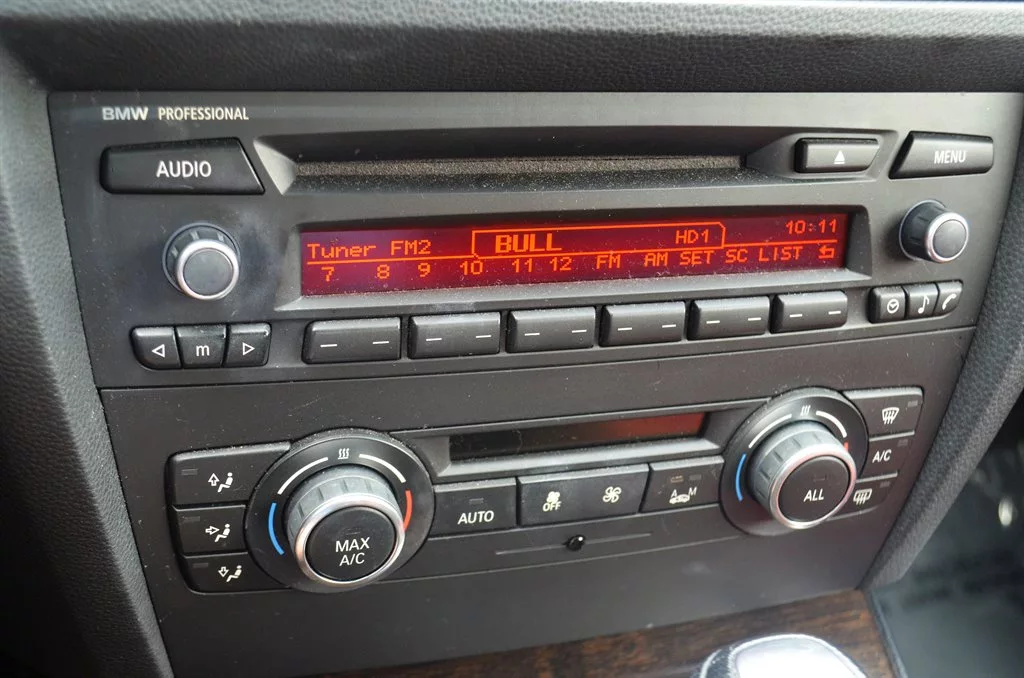 BMW PROFESSIONAL
AUDIO
MENU
Tuner FM2 BULL HD1 10:11
7 8 9 10 11 12 FM AM SET SC LIST
m
AUTO
OFF
A M
A/C
MAX
A/C
ALL